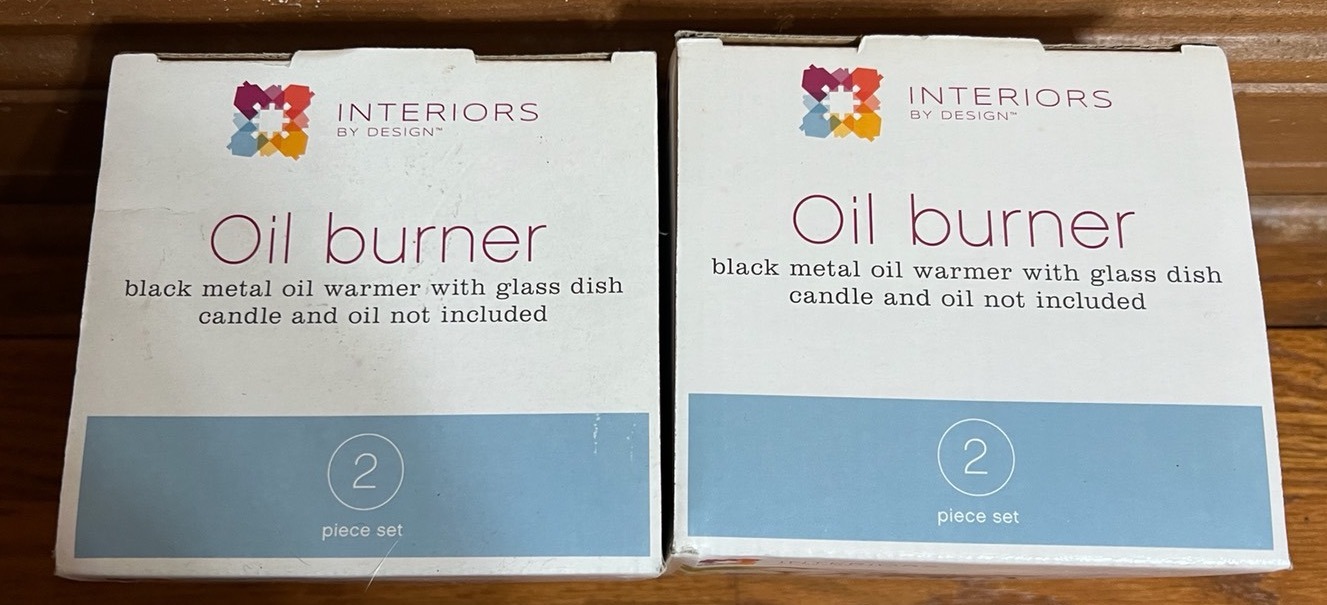 INTERIORS
BY DESIGN™
Oil burner
black metal oil warmer with glass dish
candle and oil not included
2
piece set
INTERIORS
BY DESIGN™
Oil burner
black metal oil warmer with glass dish
candle and oil not included
2
piece set